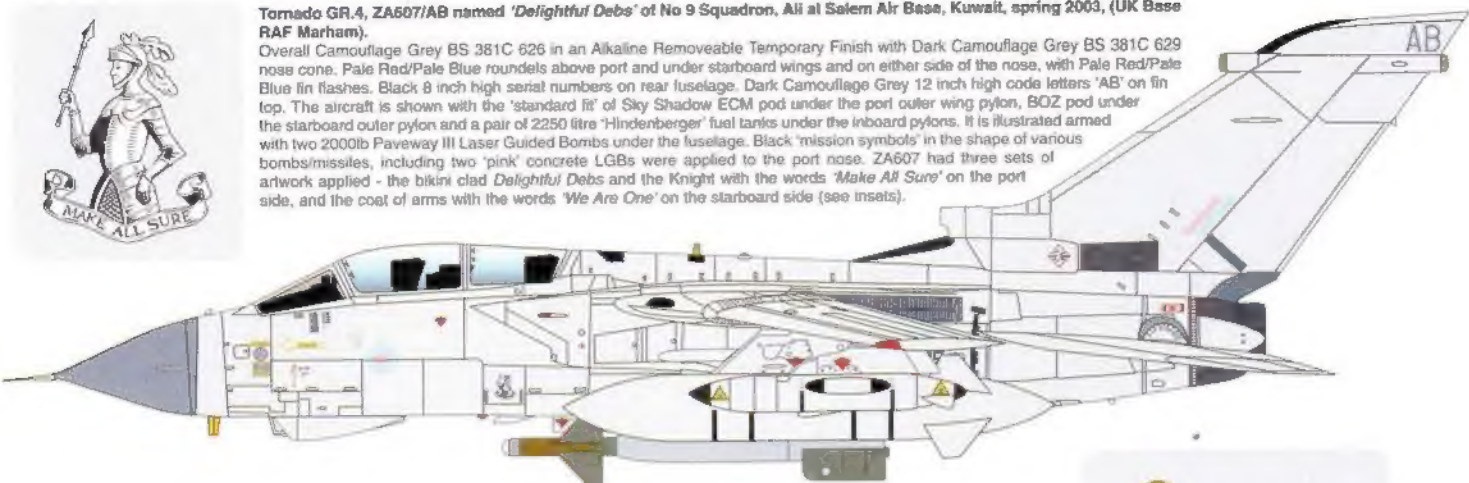 Tornado GR.4, ZA607/AB named 'Delightful Debs' of No 9 Squadron, Ali al Salem Air Base, Kuwait, spring 2003, (UK Base
RAF Marham).
Overall Camouflage Grey BS 381C 626 in an Alkaline Removeable Temporary Finish with Dark Camouflage Grey BS 381C 629
nose cone. Pale Red/Pale Blue roundels above port and under starboard wings and on either side of the nose, with Pale Red/Pale
Blue fin flashes. Black 8 inch high serial numbers on rear fuselage. Dark Camouflage Grey 12 inch high code letters 'AB' on fin
top. The aircraft is shown with the 'standard fit' of Sky Shadow ECM pod under the port outer wing pylon, BOZ pod under
the starboard outer pylon and a pair of 2250 litre 'Hindenberger' fuel tanks under the inboard pylons. It is illustrated armed
with two 2000lb Paveway III Laser Guided Bombs under the fuselage. Black 'mission symbols' in the shape of various
bombs/missiles, including two 'pink' concrete LGBs were applied to the port nose. ZA607 had three sets of
artwork applied - the bikini clad Delightful Debs and the Knight with the words 'Make All Sure' on the port
side, and the coat of arms with the words 'We Are One' on the starboard side (see insets).
MAKE ALL SURE
AB